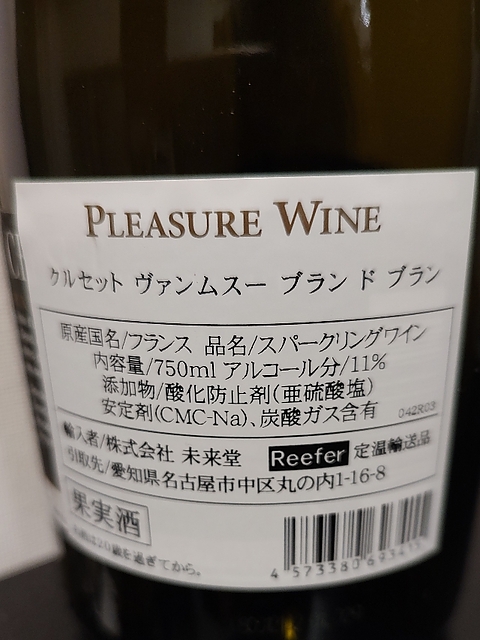 PLEASURE WINE
クルセット ヴァンムスー ブラン ド ブラン
原産国名/フランス 品名/スパークリングワイン
内容量/750ml アルコール分/11%
添加物/酸化防止剤(亜硫酸塩)
安定剤(CMC-Na)、炭酸ガス含有 042R03
輸入者/株式会社 未来堂 Reefer 定温輸送品
引取先/愛知県名古屋市中区丸の内1-16-8
果実酒
は20歳を過ぎてから。
4 573380 693415